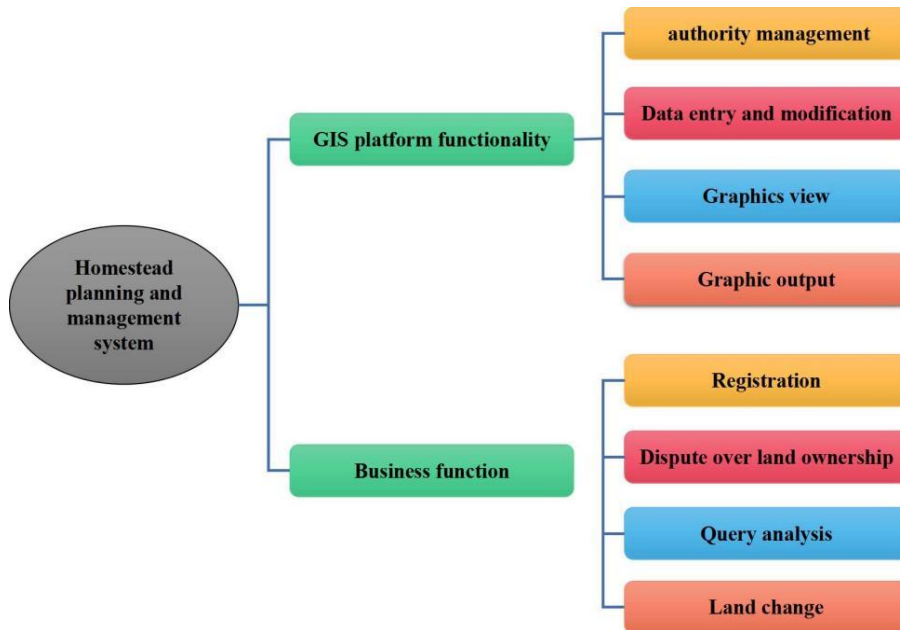 authority management
Data entry and modification
GIS platform functionality
Graphics view
Graphic output
Homestead
planning and
management
system
Registration
Dispute over land ownership
Business function
Query analysis
Land change